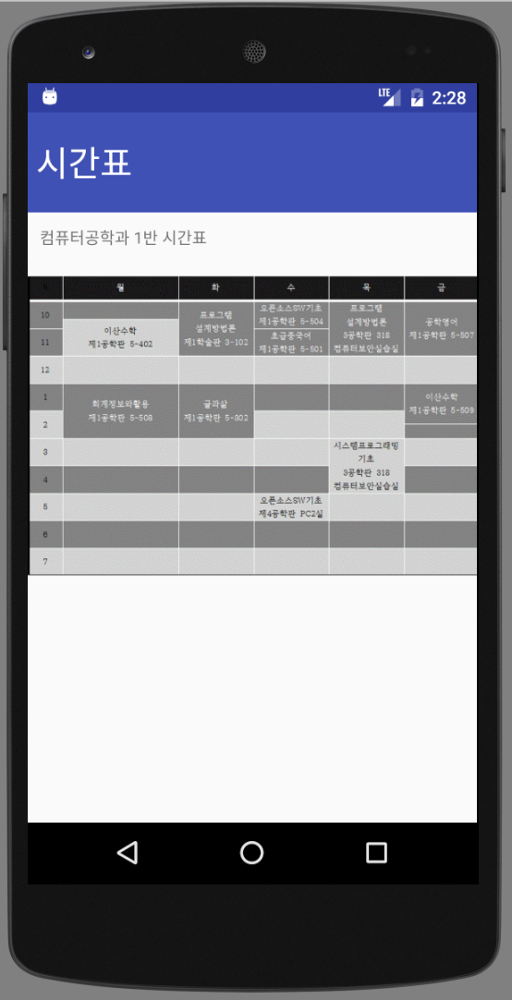 LTE 2:28
시간표
컴퓨터공학과 1반 시간표
월 화 수 목 금
10
이산수학
제1공학관 5-402
프로그램
설계방법론
제1학술관 3-102
오픈소스SW기초
제1공학관 5-504
프로그램
설계방법론
3공학관 318
컴퓨터보안실습실
공학영어
제1공학관 5-507
11
초급중국어
제1공학관 5-501
12
1
회계정보와활용
제1공학관 5-508
글과삶
제1공학관 5-302
이산수학
제1공학관 5-509
2
3
시스템프로그래밍
기초
3공학관 318
컴퓨터보안실습실
4
5
오픈소스SW기초
제4공학관 PC2실
6
7